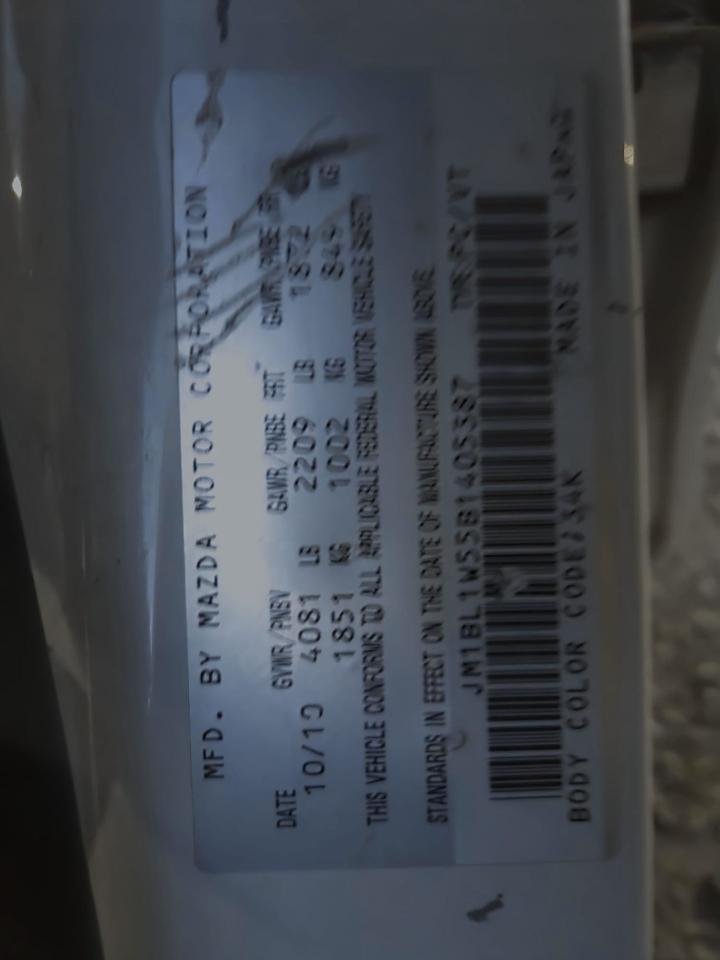 MFD. BY MAZDA MOTOR CORPORATION
DATE GVWR/PNBV GAWR/PNBE FRT GAWR/PNBE RR
10/10 4081 LB 2209 LB 1872 LB
1851 KG 1002 KG 849 KG
THIS VEHICLE CONFORMS TO ALL APPLICABLE FEDERAL MOTOR VEHICLE SAFETY
STANDARDS IN EFFECT ON THE DATE OF MANUFACTURE SHOWN ABOVE
JM1BL1W55B1405387 TYPE:PC/VT
BODY COLOR CODE: 34K MADE IN JAPAN